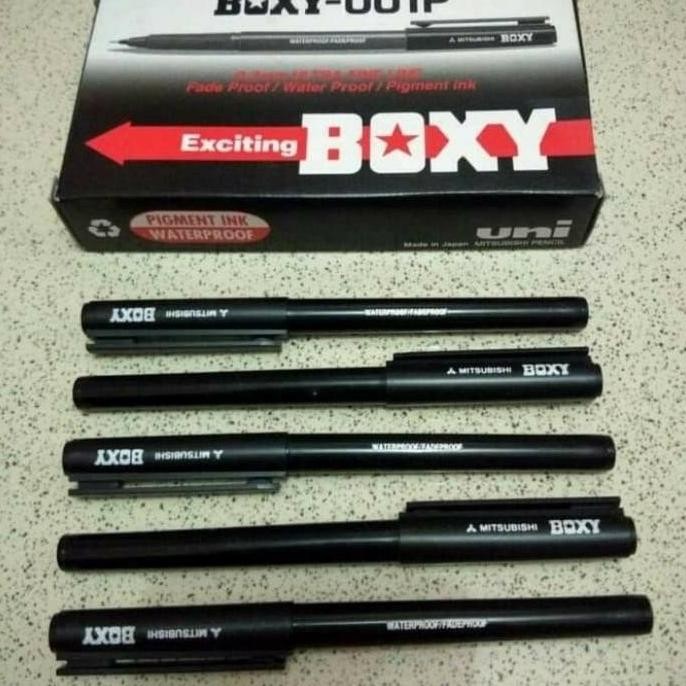 BOXY-001P
WATERPROOF/FADEPROOF
MITSUBISHI BOXY
Fade Proof / Water Proof / Pigment ink
Exciting BOXY
PIGMENT INK
WATERPROOF
uni
Made in Japan MITSUBISHI PENCIL
BOXY MITSUBISHI WATERPROOF/FADEPROOF
MITSUBISHI BOXY
BOXY MITSUBISHI WATERPROOF/FADEPROOF
MITSUBISHI BOXY
BOXY MITSUBISHI WATERPROOF/FADEPROOF